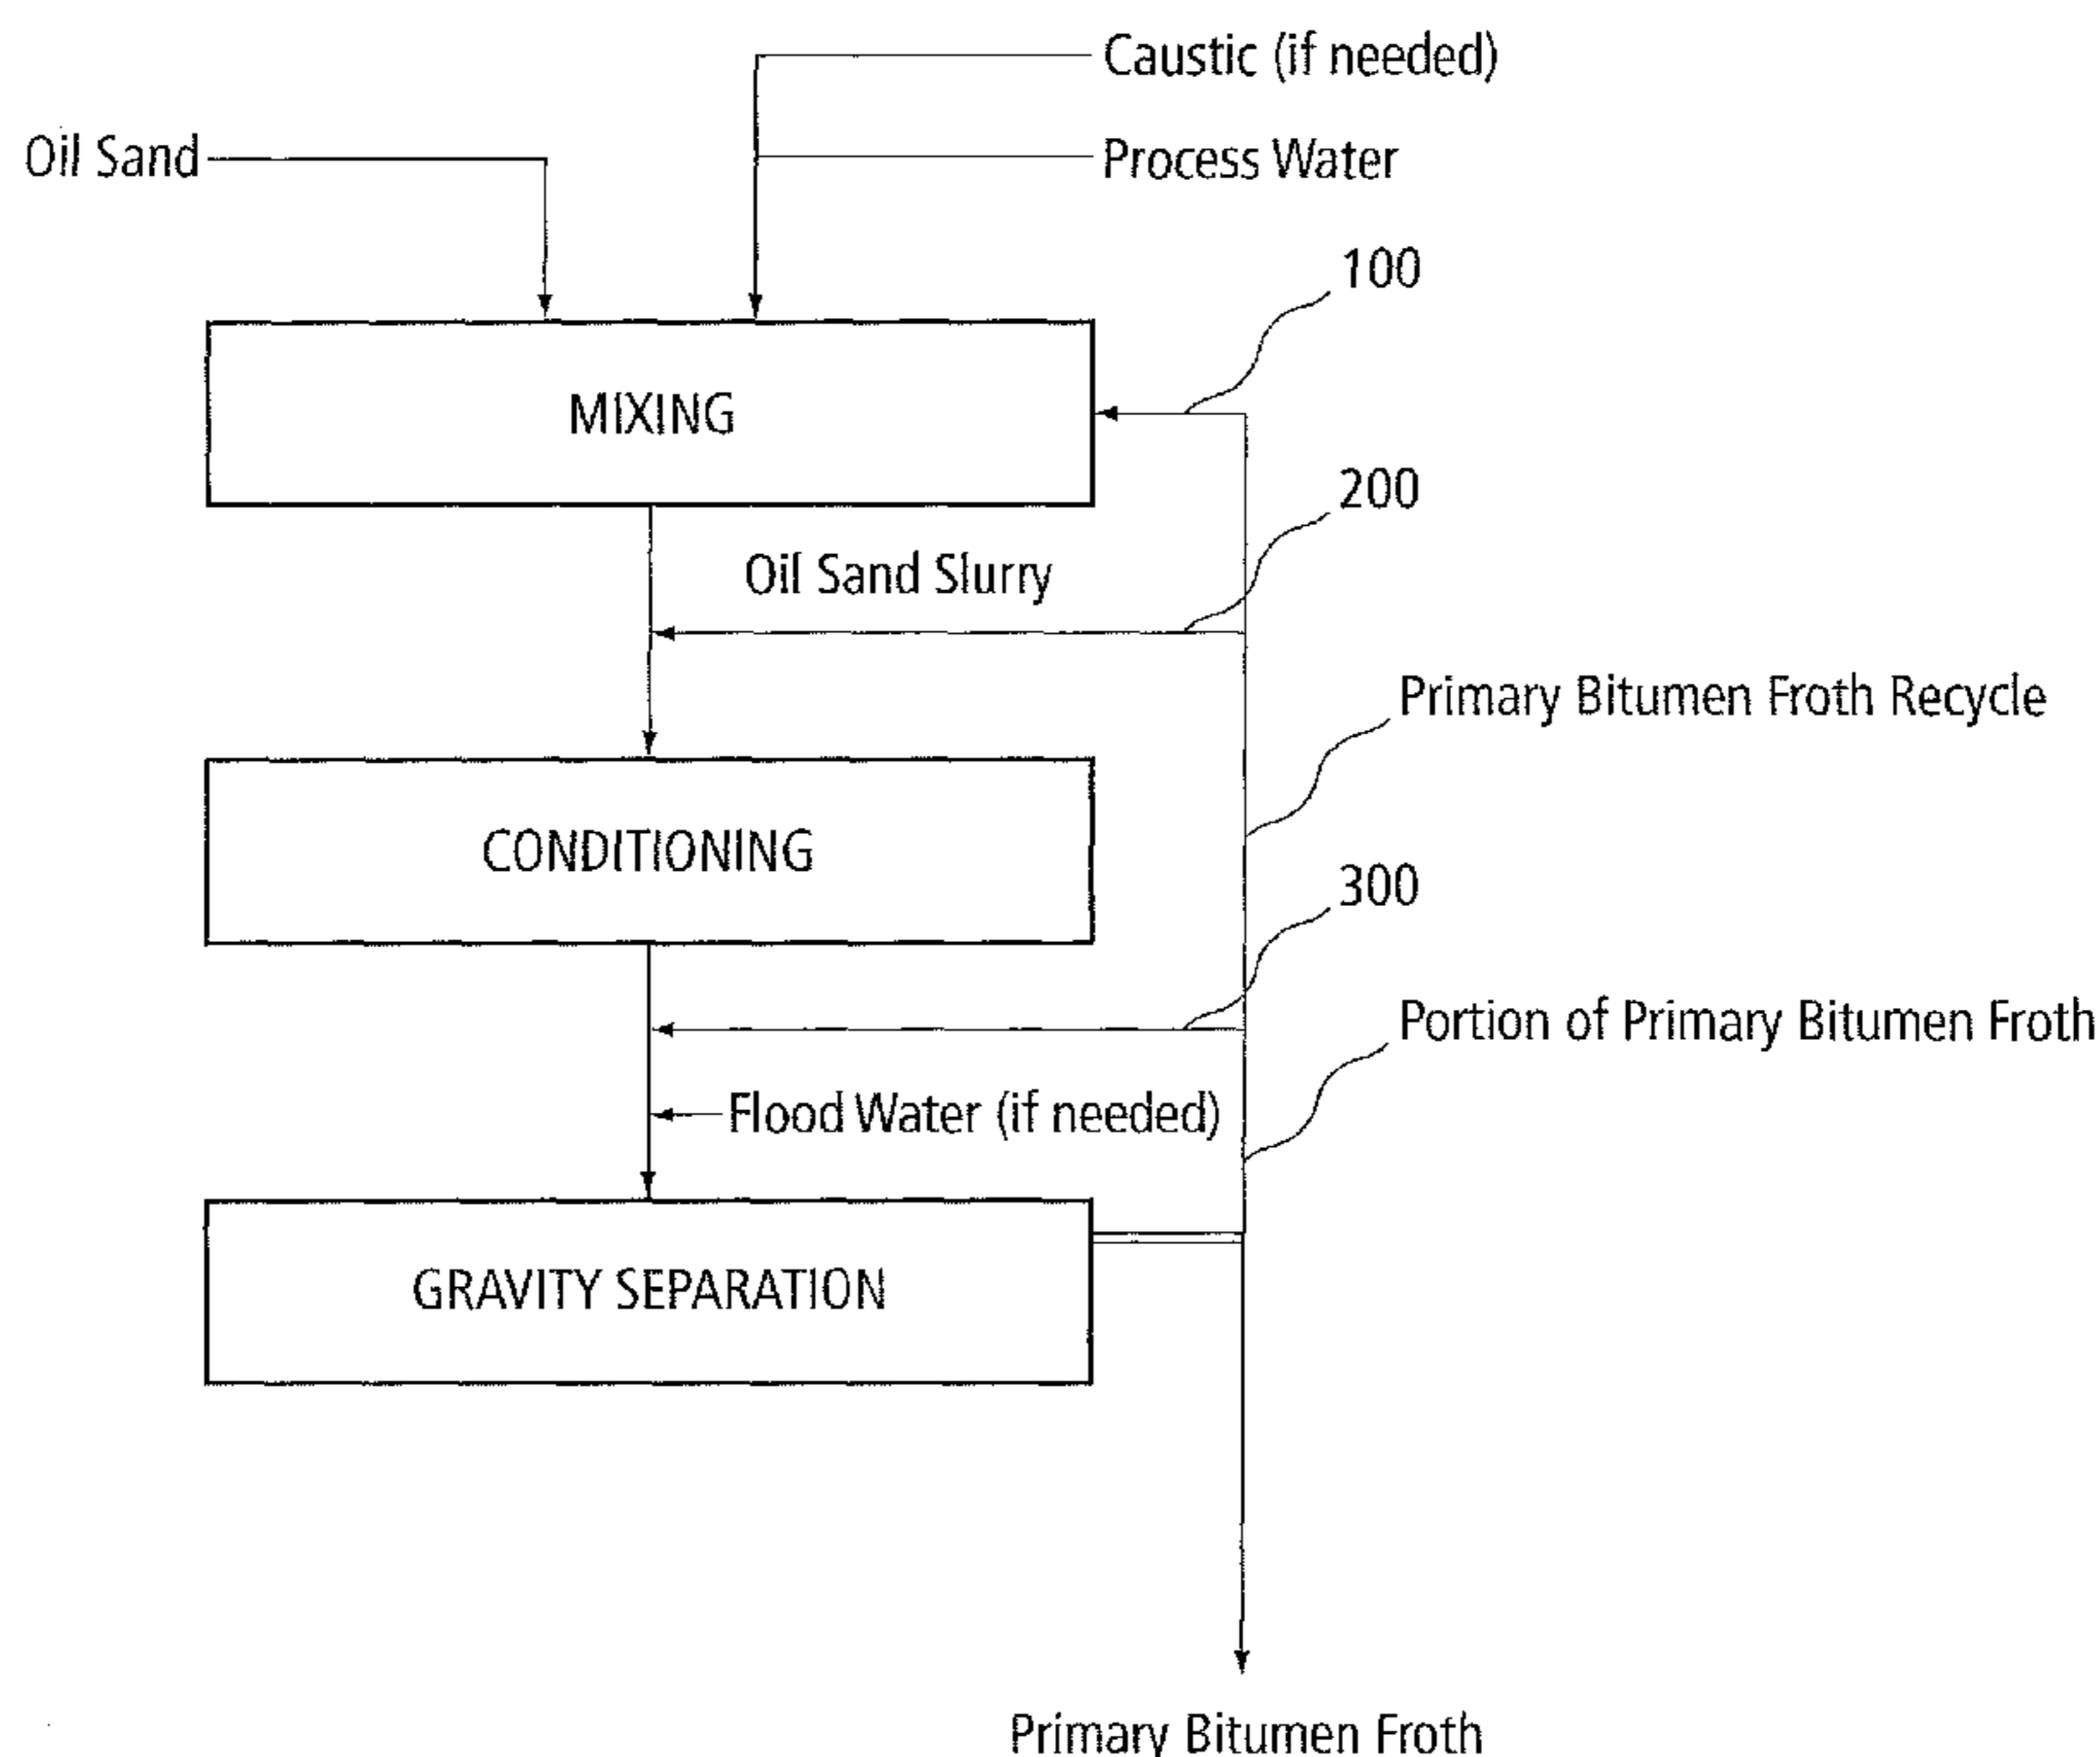 Caustic (if needed)
Oil Sand
Process Water
100
MIXING
200
Oil Sand Slurry
Primary Bitumen Froth Recycle
CONDITIONING
300
Portion of Primary Bitumen Froth
Flood Water (if needed)
GRAVITY SEPARATION
Primary Bitumen Froth